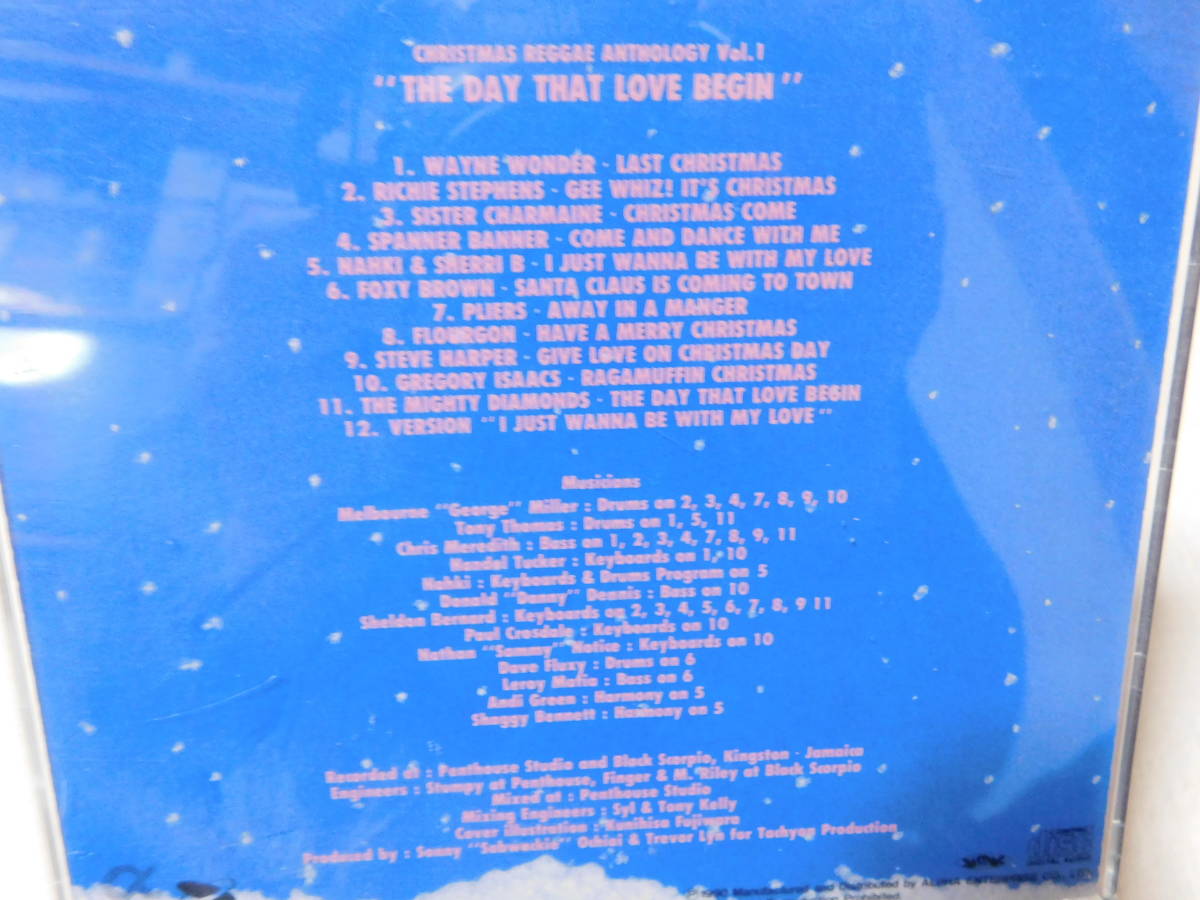 CHRISTMAS REGGAE ANTHOLOGY Vol.1
"THE DAY THAT LOVE BEGIN"
1. WAYNE WONDER - LAST CHRISTMAS
2. RICHIE STEPHENS - GEE WHIZ! IT'S CHRISTMAS
3. SISTER CHARMAINE - CHRISTMAS COME
4. SPANNER BANNER - COME AND DANCE WITH ME
5. NAHKI & SHERRI B - I JUST WANNA BE WITH MY LOVE
6. FOXY BROWN - SANTA CLAUS IS COMING TO TOWN
7. PLIERS - AWAY IN A MANGER
8. FLOURGON - HAVE A MERRY CHRISTMAS
9. STEVE HARPER - GIVE LOVE ON CHRISTMAS DAY
10. GREGORY ISAACS - RAGAMUFFIN CHRISTMAS
11. THE MIGHTY DIAMONDS - THE DAY THAT LOVE BEGIN
12. VERSION "I JUST WANNA BE WITH MY LOVE"
Musicians
Melbourne "George" Miller : Drums on 2, 3, 4, 7, 8, 9, 10
Tony Thomas : Drums on 1, 5, 11
Chris Meredith : Bass on 1, 2, 3, 4, 7, 8, 9, 11
Handel Tucker : Keyboards on 1, 10
Nahki : Keyboards & Drums Program on 5
Donald "Danny" Dennis : Bass on 10
Sheldon Bernard : Keyboards on 2, 3, 4, 5, 6, 7, 8, 9 11
Paul Crosdale : Keyboards on 10
Nathan "Sammy" Notice : Keyboards on 10
Dave Fluxy : Drums on 6
Leroy Mafia : Bass on 6
Andi Green : Harmony on 5
Shaggy Bennett : Harmony on 5
Recorded at : Penthouse Studio and Black Scorpio, Kingston - Jamaica
Engineers : Stumpy at Penthouse, Finger & M. Riley at Black Scorpio
Mixed at : Penthouse Studio
Mixing Engineers : Syl & Tony Kelly
Cover illustration : Kunihisa Fujiwara
Produced by : Sonny "Subwackie" Ochiai & Trevor Lyn for Tachyon Production
1990 Manufactured and Distributed by
Prohibited